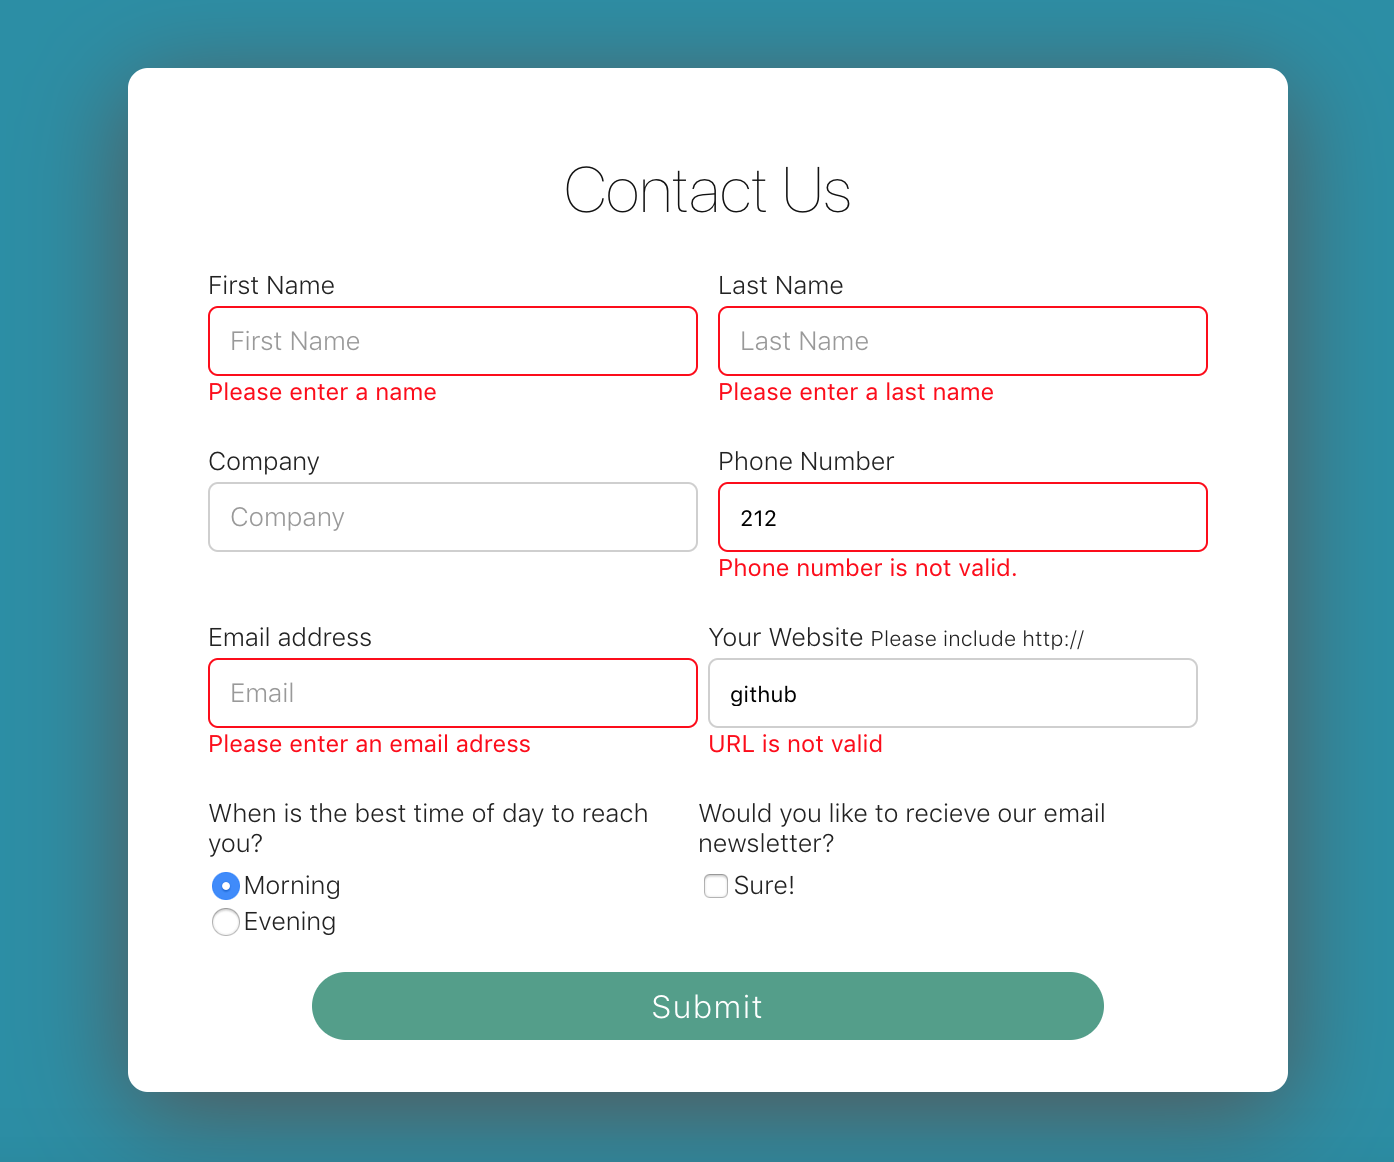 Contact Us
First Name
Last Name
First Name
Last Name
Please enter a name
Please enter a last name
Company
Phone Number
Company
212
Phone number is not valid.
Email address
Your Website Please include http://
Email
github
Please enter an email adress
URL is not valid
When is the best time of day to reach
you?
Would you like to recieve our email
newsletter?
Morning
Sure!
Evening
Submit